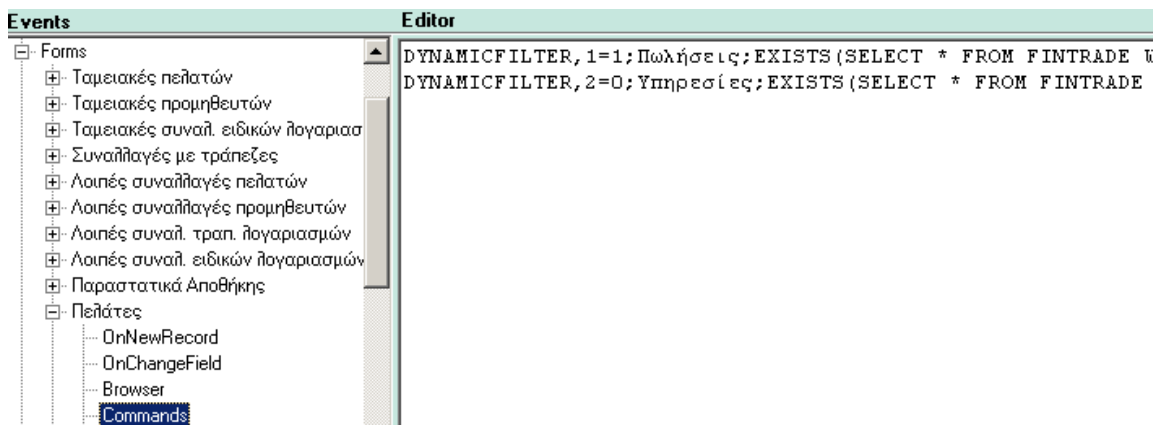 Events
Editor
Forms
Ταμειακές πελατών
Ταμειακές προμηθευτών
Ταμειακές συναλ. ειδικών λογαριασ
Συναλλαγές με τράπεζες
Λοιπές συναλλαγές πελατών
Λοιπές συναλλαγές προμηθευτών
Λοιπές συναλ. τραπ. λογαριασμών
Λοιπές συναλ. ειδικών λογαριασμών
Παραστατικά Αποθήκης
Πελάτες
OnNewRecord
OnChangeField
Browser
Commands
DYNAMICFILTER,1=1;Πωλήσεις;EXISTS(SELECT * FROM FINTRADE W
DYNAMICFILTER,2=0;Υπηρεσίες;EXISTS(SELECT * FROM FINTRADE